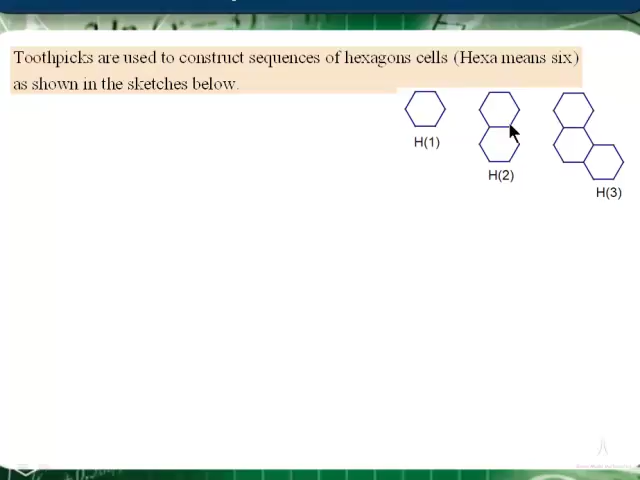 Toothpicks are used to construct sequences of hexagons cells (Hexa means six)
as shown in the sketches below.
H(1)
H(2)
H(3)